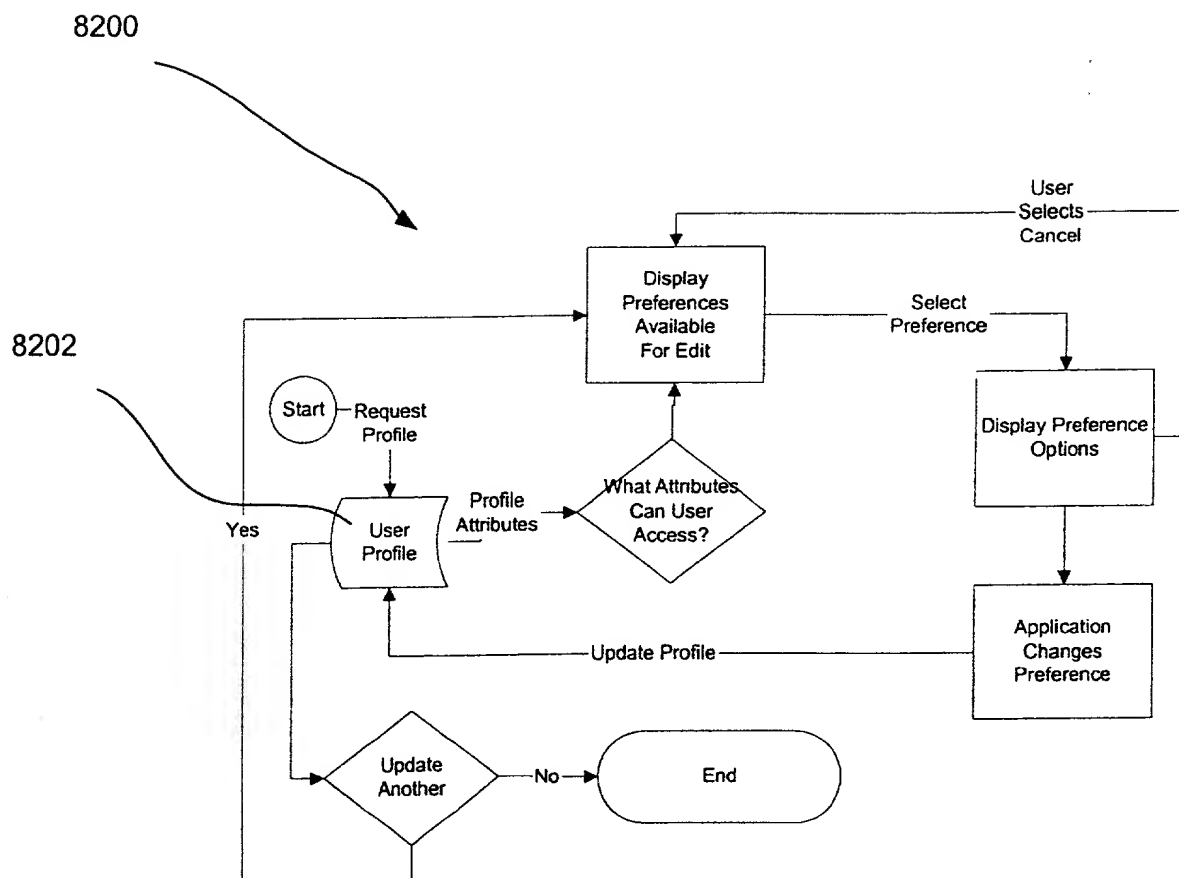 8200
User
Selects
Cancel
Display
Preferences
Available
For Edit
Select
Preference
8202
Start
Request
Profile
Display Preference
Options
What Attributes
Can User
Access?
Profile
Attributes
User
Profile
Yes
Application
Changes
Preference
Update Profile
Update
Another
No
End